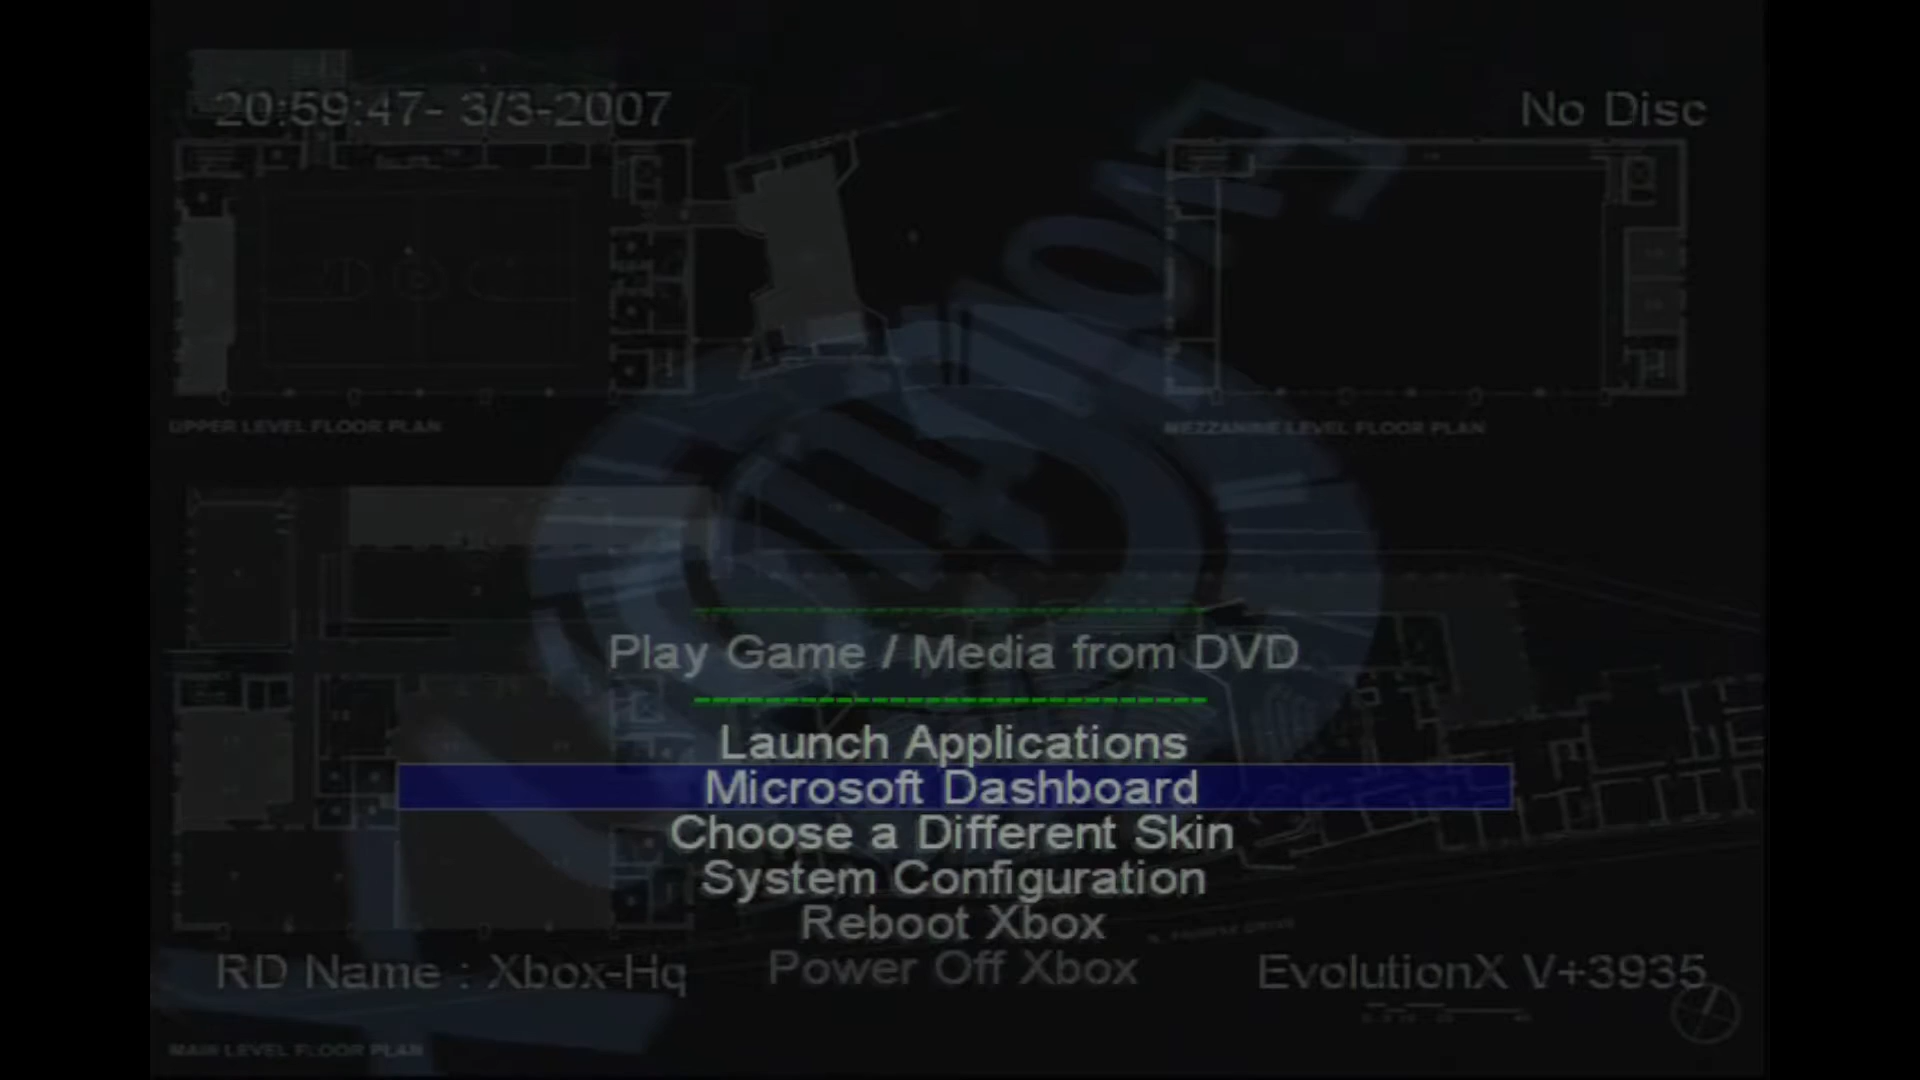 20:59:47- 3/3-2007
No Disc
UPPER LEVEL FLOOR PLAN
MEZZANINE LEVEL FLOOR PLAN
Play Game / Media from DVD
Launch Applications
Microsoft Dashboard
Choose a Different Skin
System Configuration
Reboot Xbox
Power Off Xbox
RD Name : Xbox-Hq
EvolutionX V+3935
MAIN LEVEL FLOOR PLAN